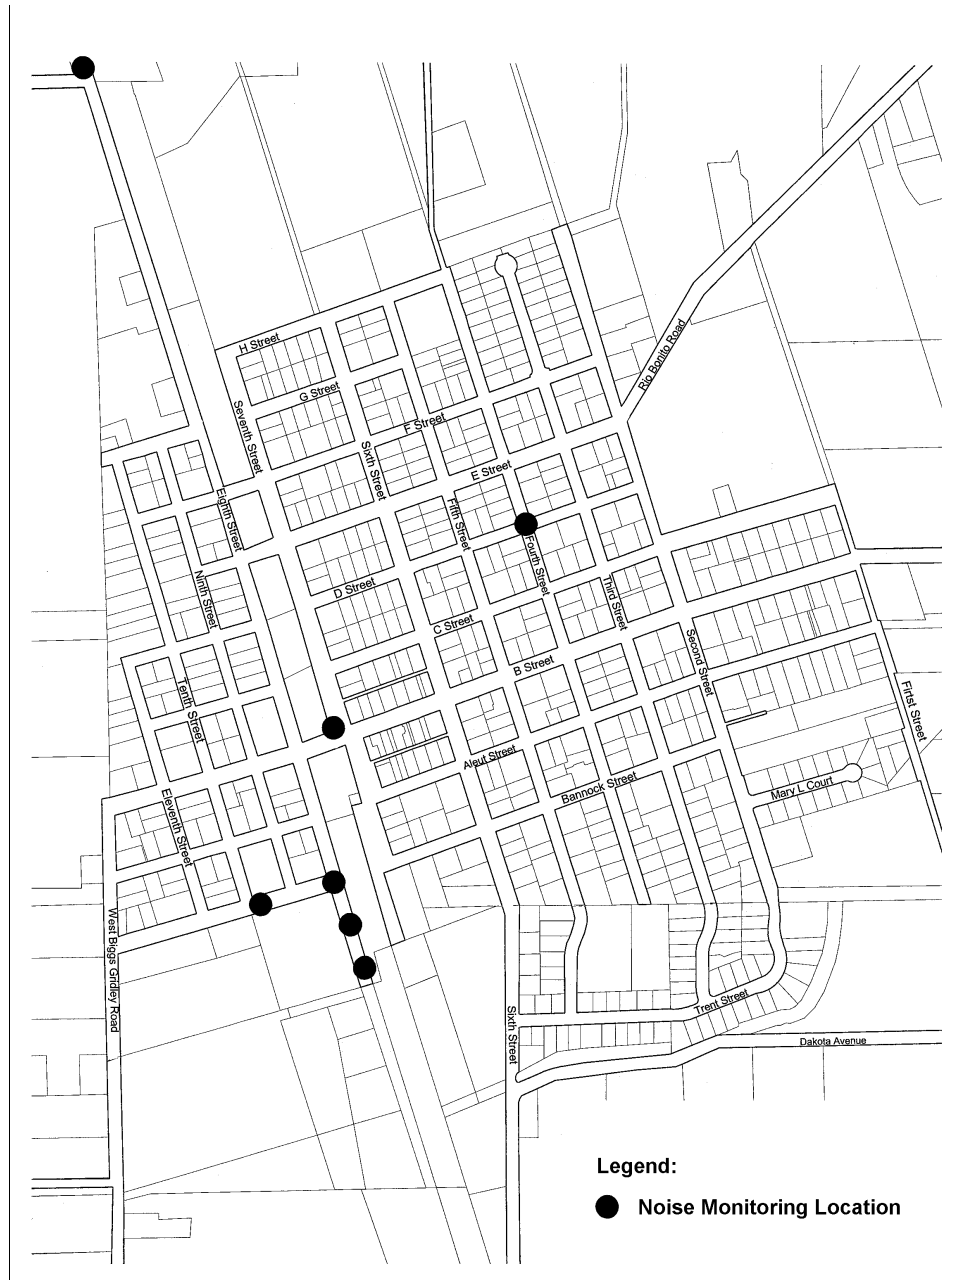 Rio Bonito Road
H Street
G Street
F Street
Seventh Street
Sixth Street
E Street
Eighth Street
Fifth Street
Fourth Street
Ninth Street
D Street
Third Street
C Street
B Street
Second Street
Tenth Street
Firtst Street
Aleut Street
Bannock Street
Mary L Court
Eleventh Street
West Biggs Gridley Road
Trent Street
Sixth Street
Dakota Avenue
Legend:
Noise Monitoring Location